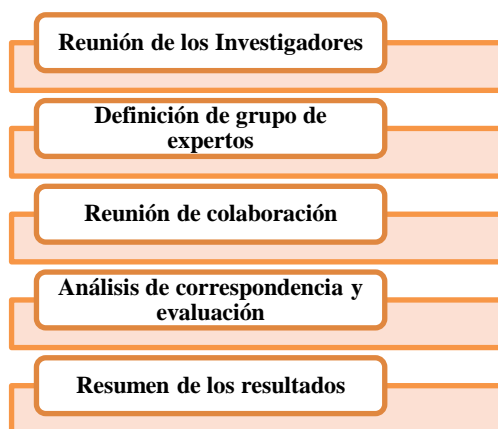 Reunión de los Investigadores
Definición de grupo de
expertos
Reunión de colaboración
Análisis de correspondencia y
evaluación
Resumen de los resultados